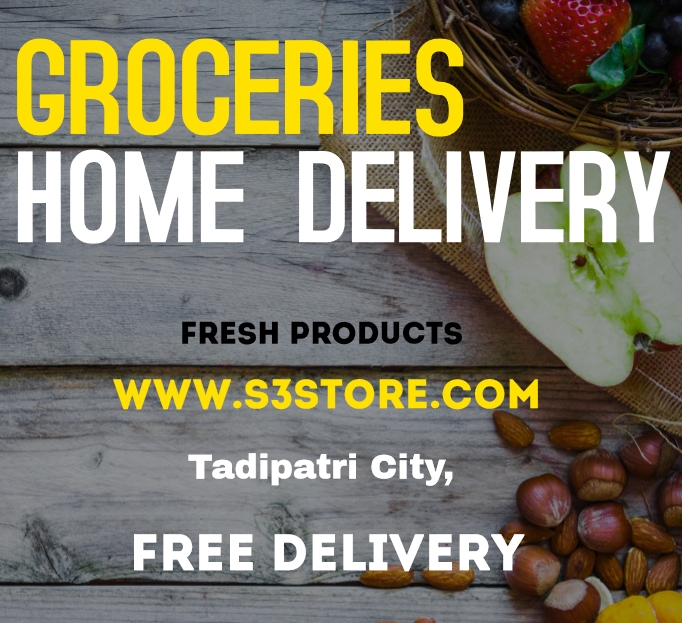 GROCERIES
HOME DELIVERY
FRESH PRODUCTS
WWW.S3STORE.COM
Tadipatri City,
FREE DELIVERY